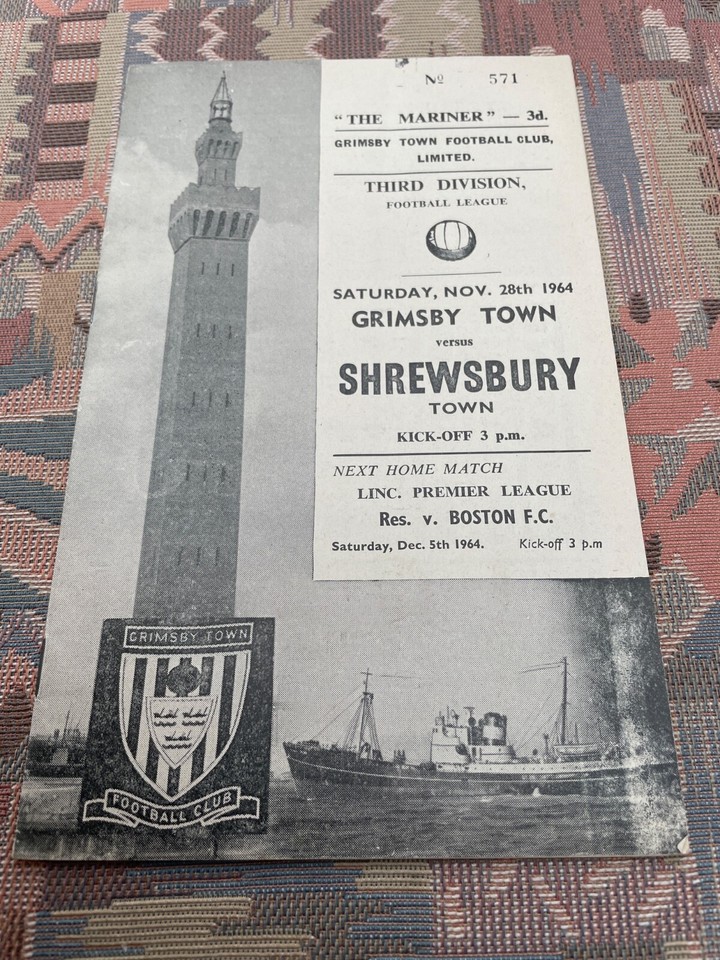 Nº 571
"THE MARINER" — 3d.
GRIMSBY TOWN FOOTBALL CLUB,
LIMITED.
THIRD DIVISION,
FOOTBALL LEAGUE
SATURDAY, NOV. 28th 1964
GRIMSBY TOWN
versus
SHREWSBURY
TOWN
KICK-OFF 3 p.m.
NEXT HOME MATCH
LINC. PREMIER LEAGUE
Res. v. BOSTON F.C.
Saturday, Dec. 5th 1964. Kick-off 3 p.m
GRIMSBY TOWN
FOOTBALL CLUB